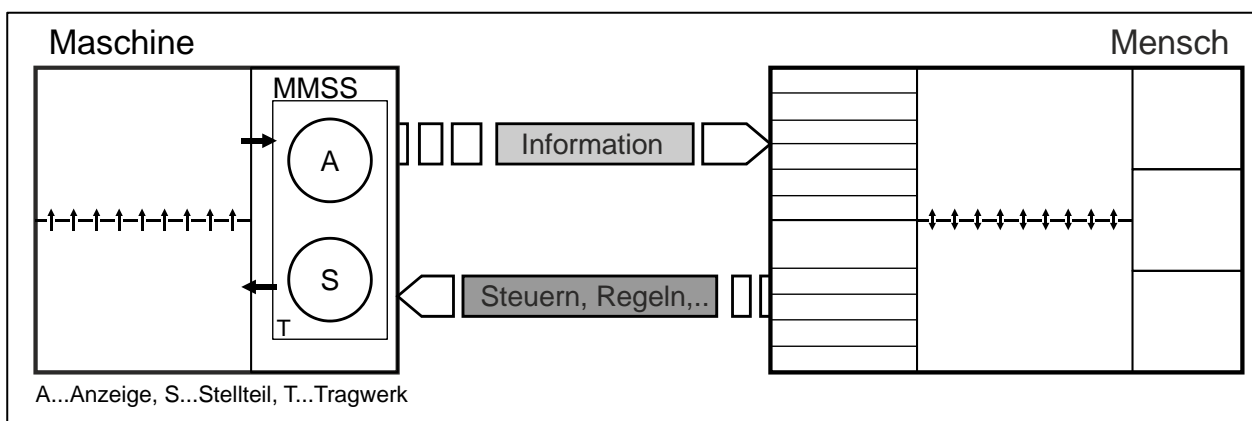 Maschine
Mensch
MMSS
A
Information
S
Steuern, Regeln,..
T
A...Anzeige, S...Stellteil, T...Tragwerk